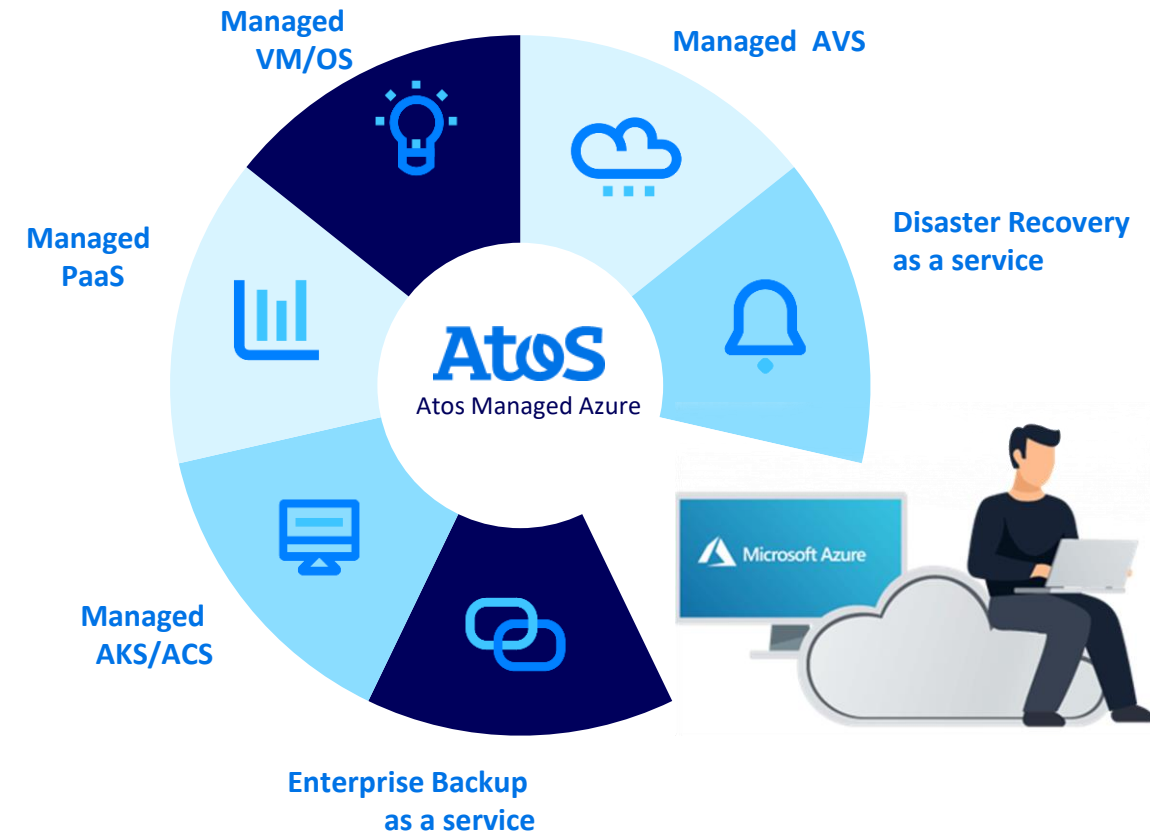 Managed
VM/OS
Managed AVS
Disaster Recovery
as a service
Managed
PaaS
Atos
Atos Managed Azure
Microsoft Azure
Managed
AKS/ACS
Enterprise Backup
as a service